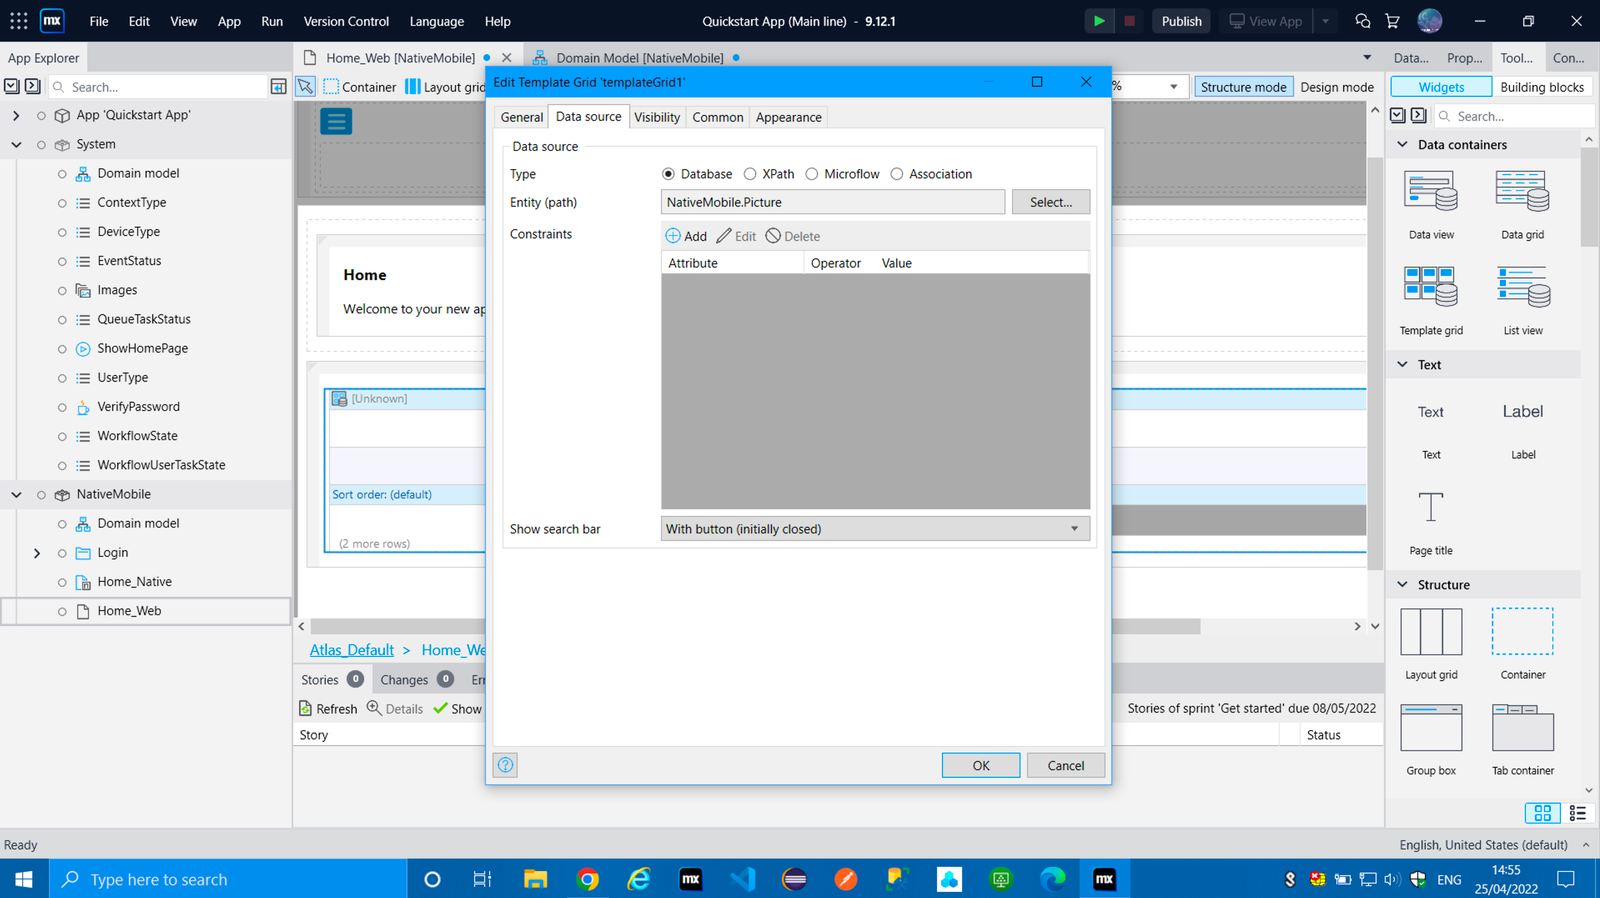 mx File Edit View App Run Version Control Language Help Quickstart App (Main line) - 9.12.1 Publish View App
App Explorer
Home_Web [NativeMobile]
Domain Model [NativeMobile]
Data... Prop... Tool... Con...
Search...
Container Layout grid
% Structure mode Design mode
Widgets Building blocks
Search...
App 'Quickstart App'
System
Domain model
ContextType
DeviceType
EventStatus
Images
QueueTaskStatus
ShowHomePage
UserType
VerifyPassword
WorkflowState
WorkflowUserTaskState
NativeMobile
Domain model
Login
Home_Native
Home_Web
Home
Welcome to your new ap
[Unknown]
Sort order: (default)
(2 more rows)
Atlas_Default > Home_We
Stories 0 Changes 0 Err
Refresh Details Show
Stories of sprint 'Get started' due 08/05/2022
Story Status
Edit Template Grid 'templateGrid1'
General Data source Visibility Common Appearance
Data source
Type Database XPath Microflow Association
Entity (path) NativeMobile.Picture Select...
Constraints Add Edit Delete
Attribute Operator Value
Show search bar With button (initially closed)
? OK Cancel
Data containers
Data view Data grid
Template grid List view
Text
Text Label
Text Label
Page title
Structure
Layout grid Container
Group box Tab container
Ready English, United States (default)
Type here to search
mx mx
ENG 14:55
25/04/2022